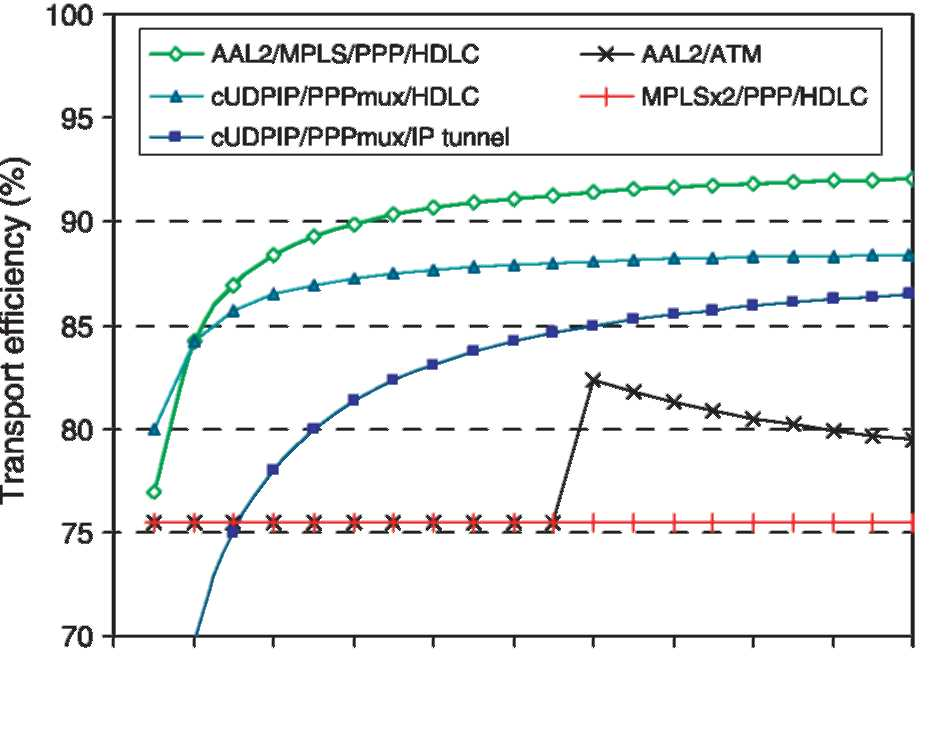 100
95
90
85
80
75
70
Transport efficiency (%)
AAL2/MPLS/PPP/HDLC
cUDPIP/PPPmux/HDLC
cUDPIP/PPPmux/IP tunnel
AAL2/ATM
MPLSx2/PPP/HDLC